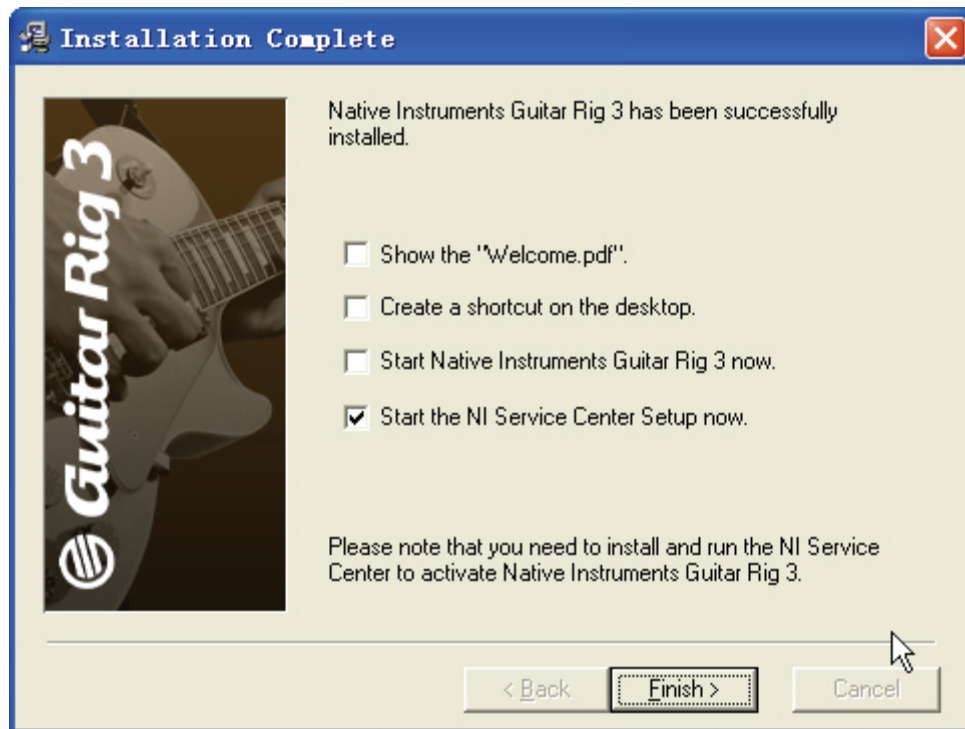 Installation Complete
Guitar Rig 3
Native Instruments Guitar Rig 3 has been successfully
installed.
Show the "Welcome.pdf".
Create a shortcut on the desktop.
Start Native Instruments Guitar Rig 3 now.
Start the NI Service Center Setup now.
Please note that you need to install and run the NI Service
Center to activate Native Instruments Guitar Rig 3.
< Back
Finish >
Cancel